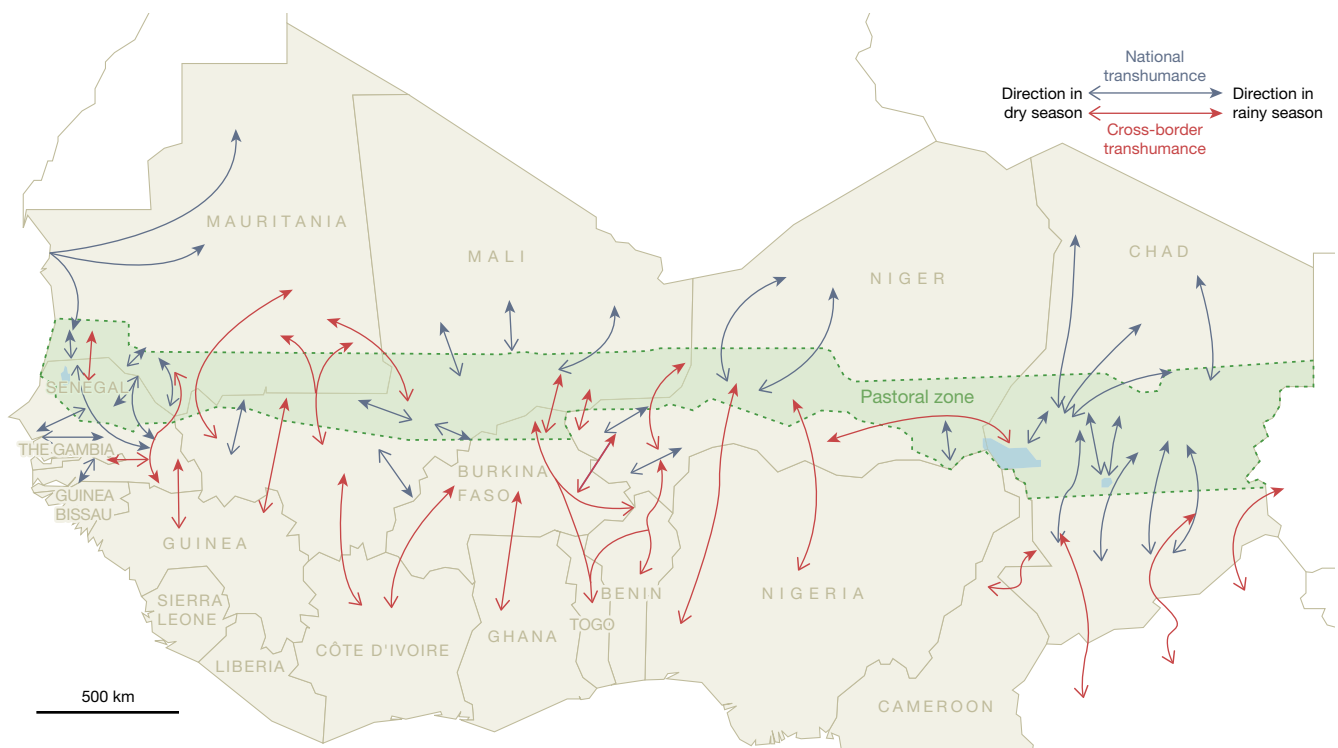 National
transhumance
Direction in
dry season
Direction in
rainy season
Cross-border
transhumance
MAURITANIA
MALI
NIGER
CHAD
SENEGAL
Pastoral zone
THE GAMBIA
BURKINA
FASO
GUINEA
BISSAU
GUINEA
SIERRA
LEONE
BENIN
NIGERIA
TOGO
GHANA
CÔTE D'IVOIRE
LIBERIA
CAMEROON
500 km